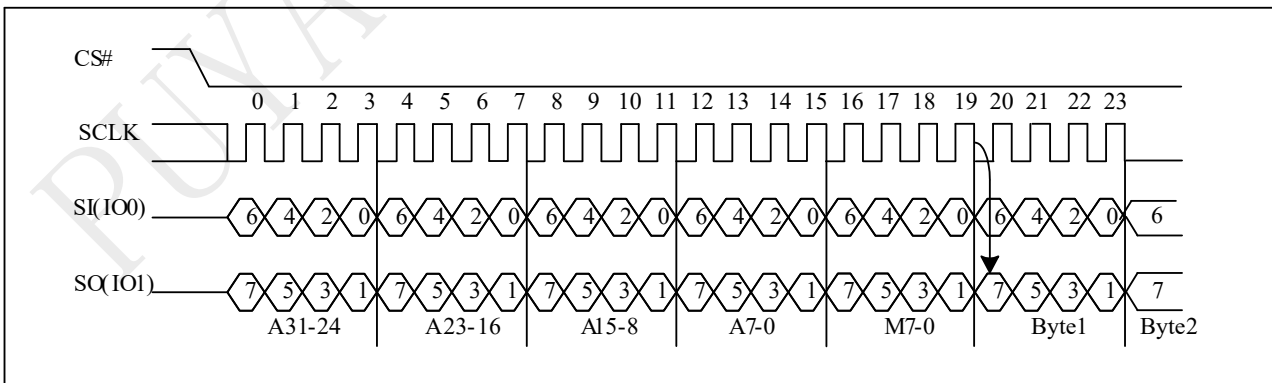 PUYA
CS#
0 1 2 3 4 5 6 7 8 9 10 11 12 13 14 15 16 17 18 19 20 21 22 23
SCLK
SI(IO0) 6 4 2 0 6 4 2 0 6 4 2 0 6 4 2 0 6 4 2 0 6 4 2 0 6
SO(IO1) 7 5 3 1 7 5 3 1 7 5 3 1 7 5 3 1 7 5 3 1 7 5 3 1 7
A31-24 A23-16 A15-8 A7-0 M7-0 Byte1 Byte2